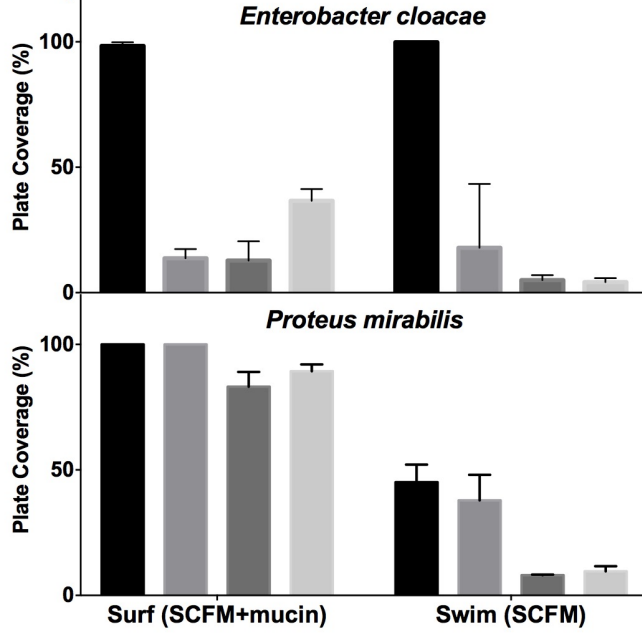 Enterobacter cloacae
Plate Coverage (%)
100
50
0
Proteus mirabilis
Plate Coverage (%)
100
50
0
Surf (SCFM+mucin) Swim (SCFM)